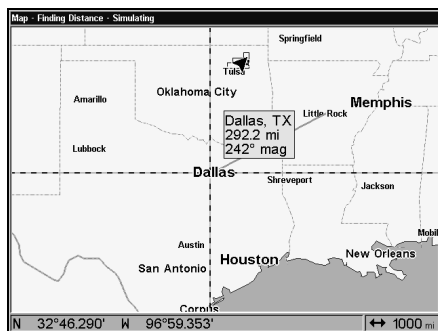 Map - Finding Distance - Simulating
Springfield
Tulsa
Oklahoma City
Amarillo
Memphis
Little Rock
Dallas, TX
292.2 mi
242° mag
Lubbock
Dallas
Shreveport
Jackson
Mobil
Austin
Houston
New Orleans
San Antonio
Corpus
N 32°46.290' W 96°59.353' ↔ 1000 mi